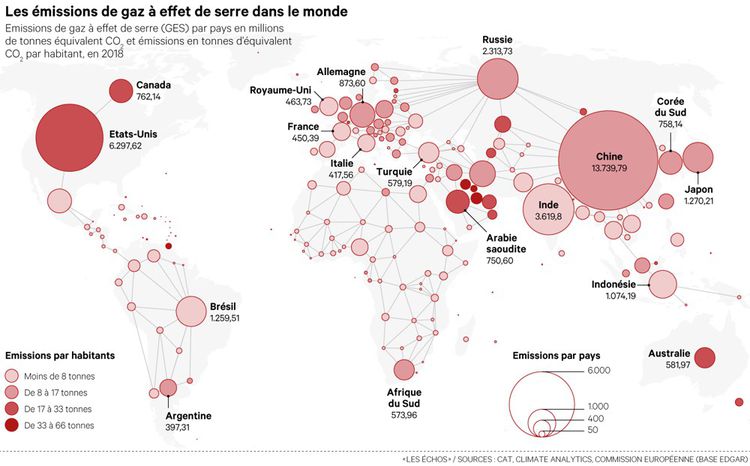 Les émissions de gaz à effet de serre dans le monde
Emissions de gaz à effet de serre (GES) par pays en millions
de tonnes équivalent CO2 et émissions en tonnes d'équivalent
CO2 par habitant, en 2018
Canada
762,14
Etats-Unis
6.297,62
Royaume-Uni
463,73
Allemagne
873,60
France
450,39
Italie
417,56
Turquie
579,19
Russie
2.313,73
Chine
13.739,79
Corée
du Sud
758,14
Japon
1.270,21
Inde
3.619,8
Arabie
saoudite
750,60
Indonésie
1.074,19
Brésil
1.259,51
Argentine
397,31
Afrique
du Sud
573,96
Australie
581,97
Emissions par habitants
Moins de 8 tonnes
De 8 à 17 tonnes
De 17 à 33 tonnes
De 33 à 66 tonnes
Emissions par pays
6.000
1.000
400
50
«LES ÉCHOS» / SOURCES : CAT, CLIMATE ANALYTICS, COMMISSION EUROPÉENNE (BASE EDGAR)